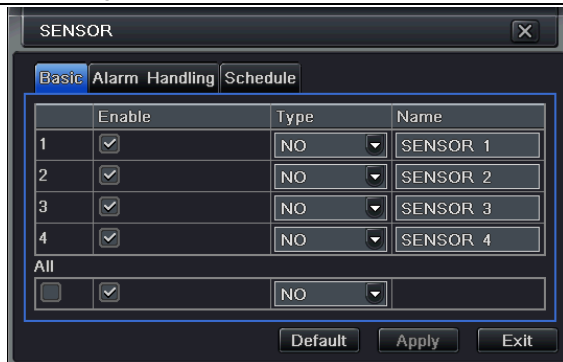 SENSOR
Basic Alarm Handling Schedule
Enable Type Name
1 NO SENSOR 1
2 NO SENSOR 2
3 NO SENSOR 3
4 NO SENSOR 4
All
NO
Default Apply Exit